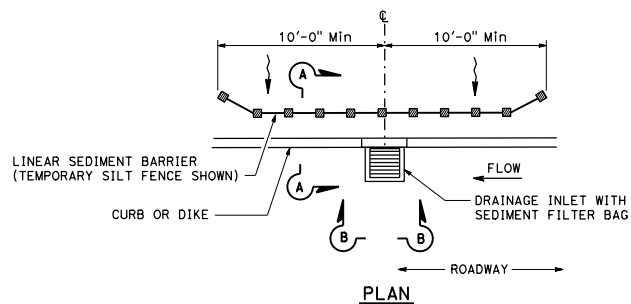 ℄
10'-0" Min 10'-0" Min
A
LINEAR SEDIMENT BARRIER
(TEMPORARY SILT FENCE SHOWN)
FLOW
A
DRAINAGE INLET WITH
SEDIMENT FILTER BAG
CURB OR DIKE
B B
ROADWAY
PLAN